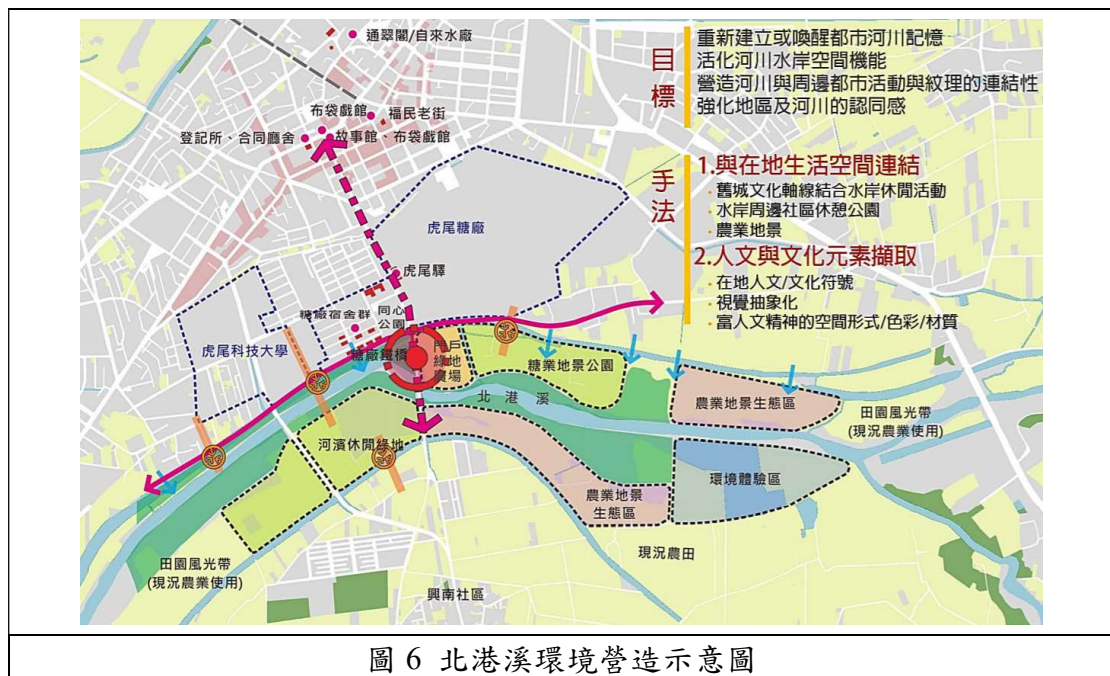 通翠閣/自來水廠
布袋戲館
福民老街
登記所、合同廳舍
故事館、布袋戲館
虎尾糖廠
虎尾驛
糖廠宿舍群
同心
公園
虎尾科技大學
糖廠鐵橋
門戶
綠地
廣場
糖業地景公園
北港溪
農業地景生態區
田園風光帶
(現況農業使用)
河濱休閒綠地
環境體驗區
農業地景
生態區
現況農田
田園風光帶
(現況農業使用)
興南社區
目標
重新建立或喚醒都市河川記憶
活化河川水岸空間機能
營造河川與周邊都市活動與紋理的連結性
強化地區及河川的認同感
手法
1.與在地生活空間連結
·舊城文化軸線結合水岸休閒活動
·水岸周邊社區休憩公園
·農業地景
2.人文與文化元素擷取
·在地人文/文化符號
·視覺抽象化
·富人文精神的空間形式/色彩/材質
圖 6 北港溪環境營造示意圖